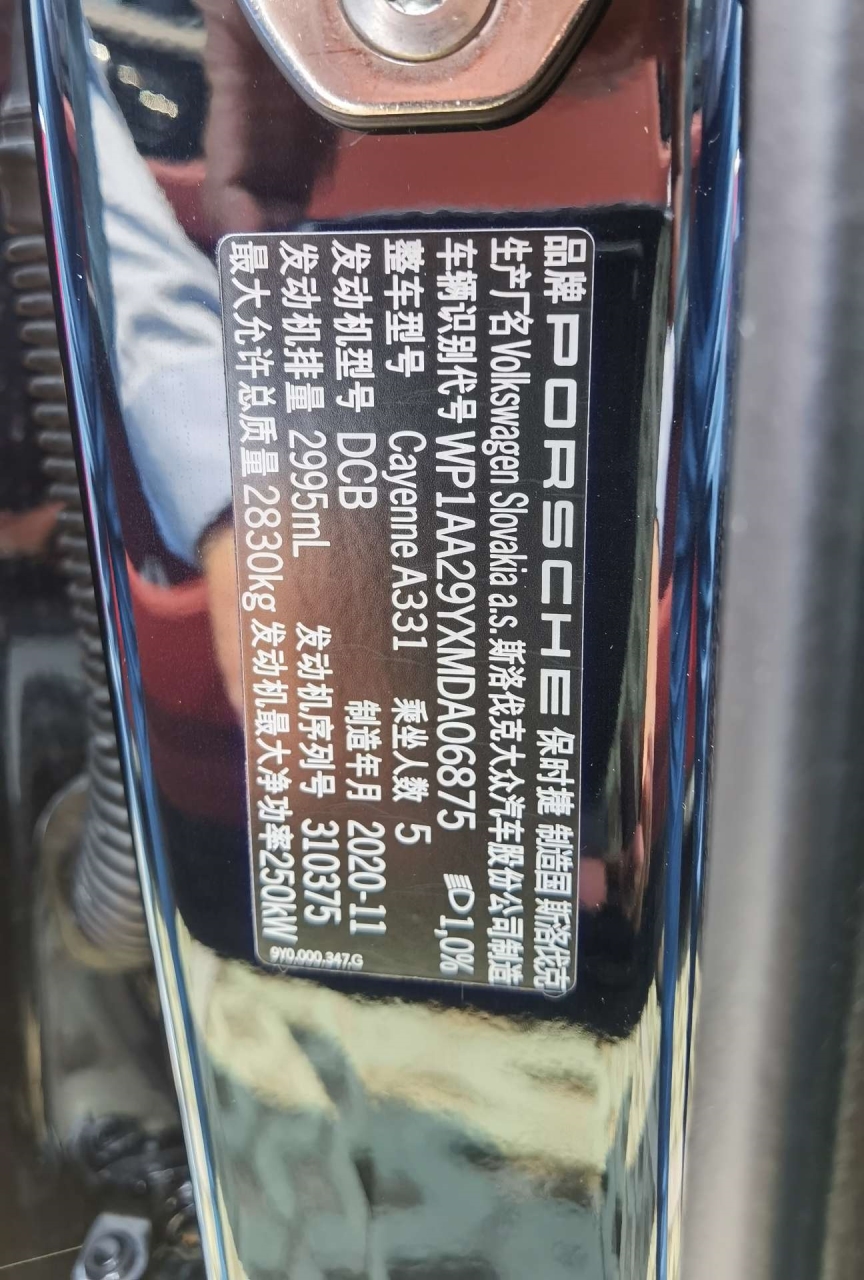 品牌 PORSCHE 保时捷 制造国 斯洛伐克
生产厂名 Volkswagen Slovakia a.s.斯洛伐克大众汽车股份公司制造
车辆识别代号 WP1AA29YXMDA06875 1,0%
整车型号 Cayenne A331 乘坐人数 5
发动机型号 DCB 制造年月 2020-11
发动机排量 2995mL 发动机序列号 310375
最大允许总质量 2830kg 发动机最大净功率250kW
9Y0.000.347.G